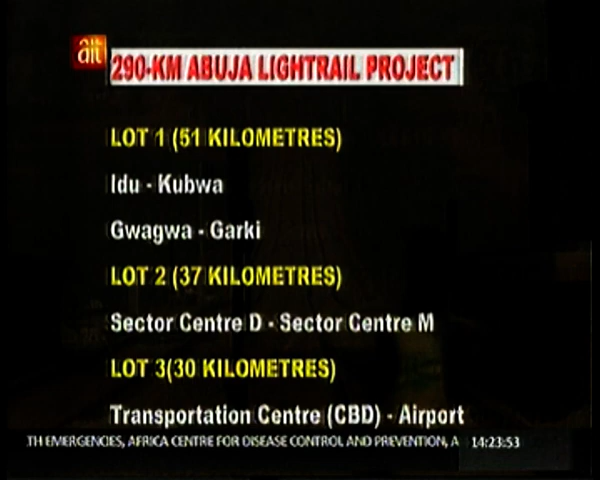 ait
290-KM ABUJA LIGHTRAIL PROJECT
LOT 1 (51 KILOMETRES)
Idu - Kubwa
Gwagwa - Garki
LOT 2 (37 KILOMETRES)
Sector Centre D - Sector Centre M
LOT 3(30 KILOMETRES)
Transportation Centre (CBD) - Airport
TH EMERGENCIES, AFRICA CENTRE FOR DISEASE CONTROL AND PREVENTION, A 14:23:53